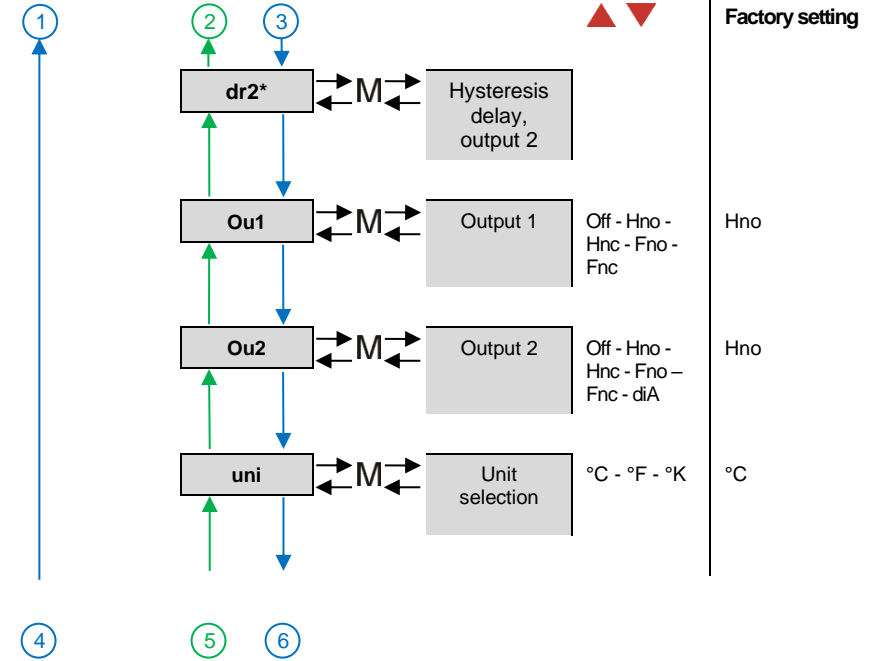 1 2 3 Factory setting
dr2* M Hysteresis
delay,
output 2
Ou1 M Output 1 Off - Hno - Hno
Hnc - Fno -
Fnc
Ou2 M Output 2 Off - Hno - Hno
Hnc - Fno –
Fnc - diA
uni M Unit °C - °F - °K °C
selection
4 5 6